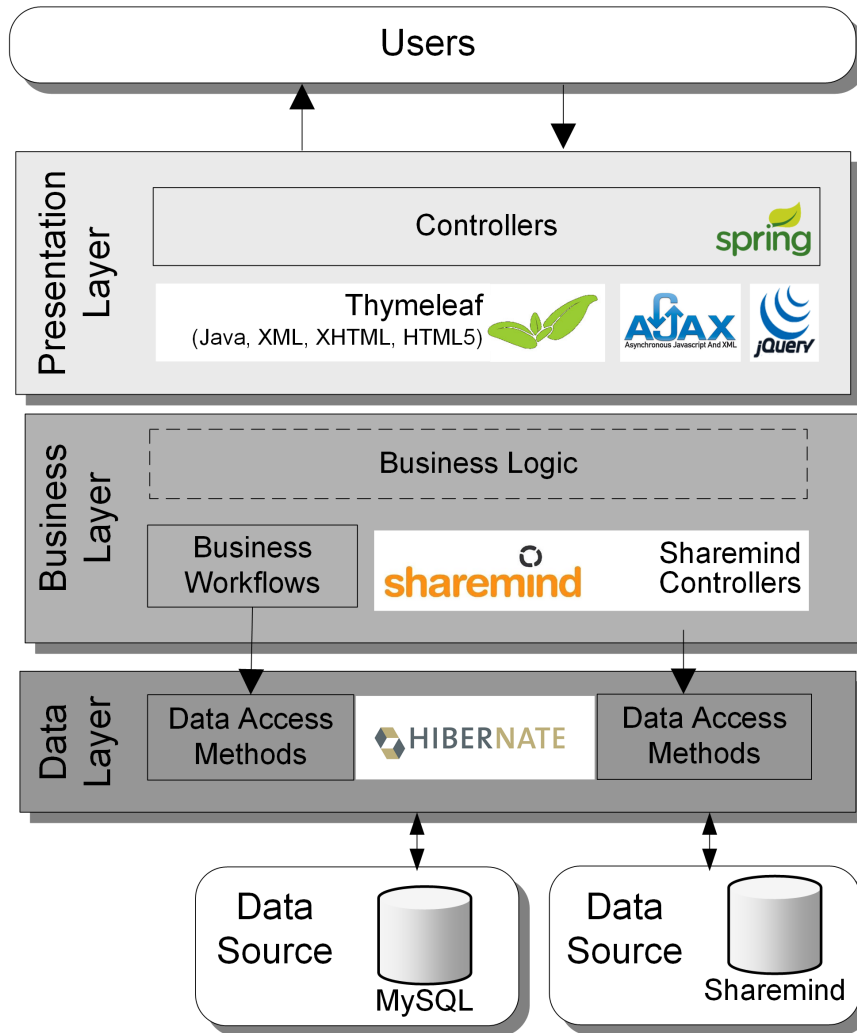 Users
Presentation
Layer
Controllers
spring
Thymeleaf
(Java, XML, XHTML, HTML5)
AJAX
Asynchronous Javascript And XML
jQuery
Business
Layer
Business Logic
Business
Workflows
sharemind
Sharemind
Controllers
Data
Layer
Data Access
Methods
HIBERNATE
Data Access
Methods
Data
Source
MySQL
Data
Source
Sharemind